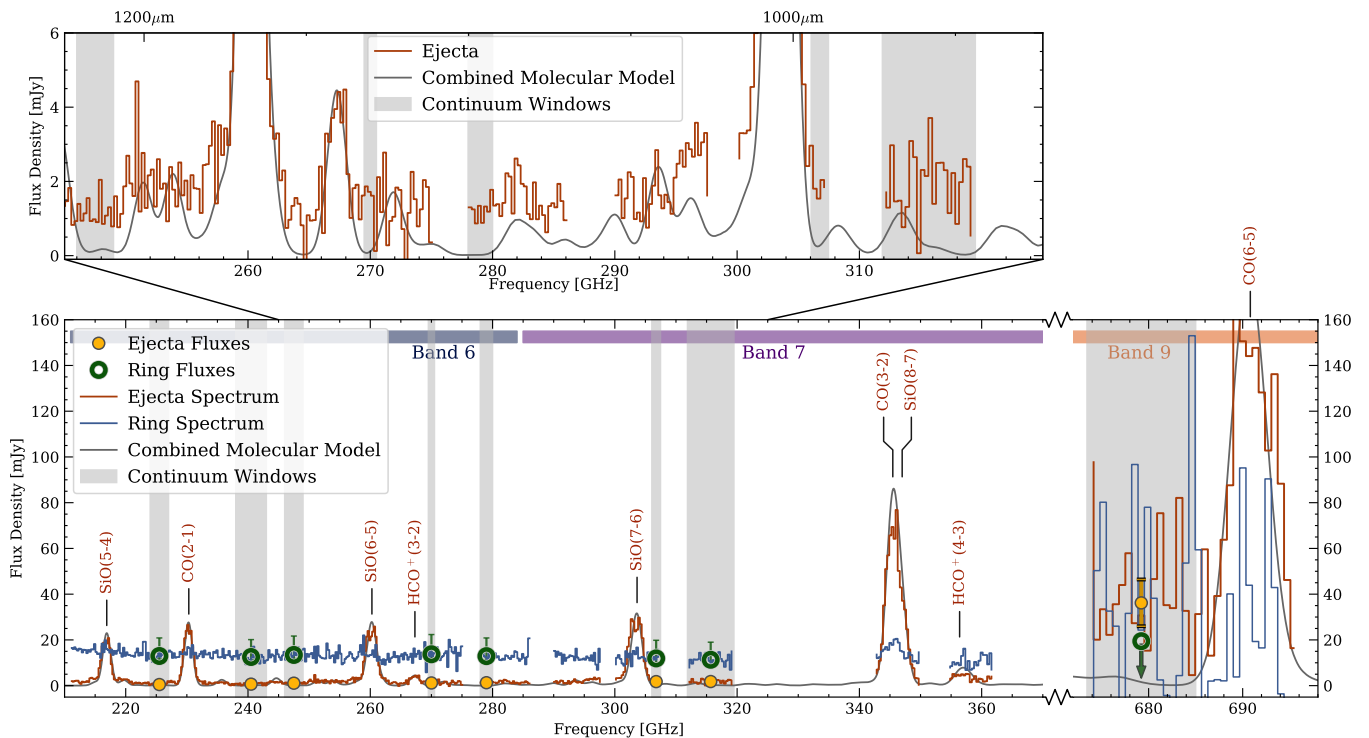 1200μm
1000μm
6
4
2
0
Flux Density [mJy]
Ejecta
Combined Molecular Model
Continuum Windows
260
270
280
290
300
310
Frequency [GHz]
160
140
120
100
80
60
40
20
0
Flux Density [mJy]
Ejecta Fluxes
Ring Fluxes
Ejecta Spectrum
Ring Spectrum
Combined Molecular Model
Continuum Windows
Band 6
Band 7
Band 9
SiO(5-4)
CO(2-1)
SiO(6-5)
HCO⁺(3-2)
SiO(7-6)
CO(3-2)
SiO(8-7)
HCO⁺(4-3)
CO(6-5)
160
140
120
100
80
60
40
20
0
220
240
260
280
300
320
340
360
680
690
Frequency [GHz]